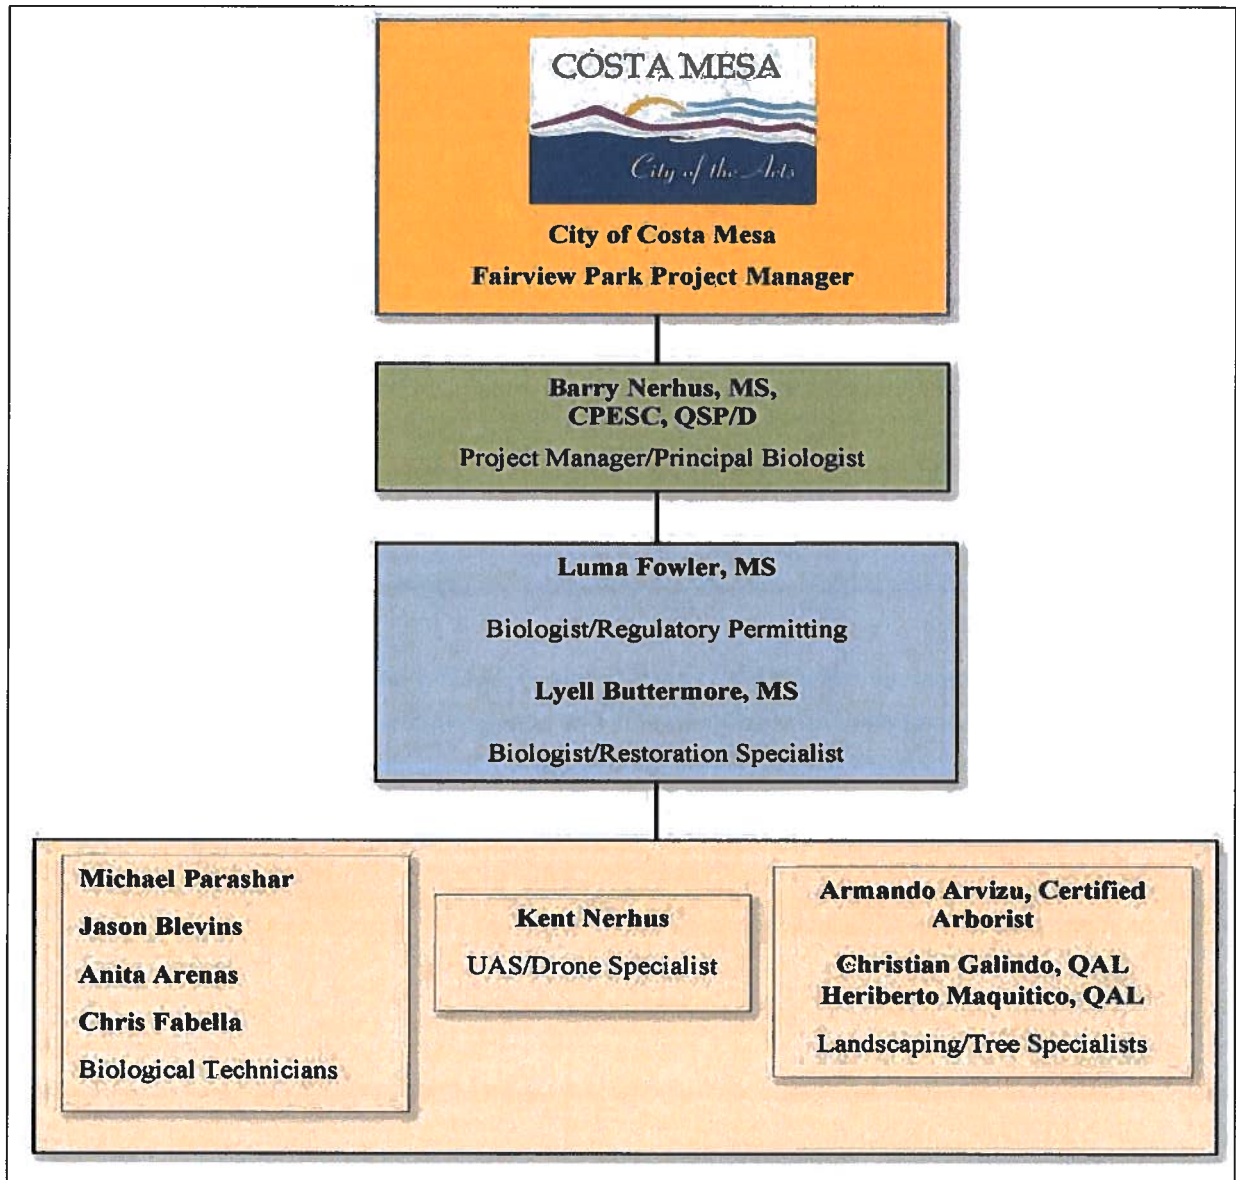 COSTA MESA
City of the Arts
City of Costa Mesa
Fairview Park Project Manager
Barry Nerhus, MS,
CPESC, QSP/D
Project Manager/Principal Biologist
Luma Fowler, MS
Biologist/Regulatory Permitting
Lyell Buttermore, MS
Biologist/Restoration Specialist
Michael Parashar
Jason Blevins
Anita Arenas
Chris Fabella
Biological Technicians
Kent Nerhus
UAS/Drone Specialist
Armando Arvizu, Certified
Arborist
Christian Galindo, QAL
Heriberto Maquitico, QAL
Landscaping/Tree Specialists